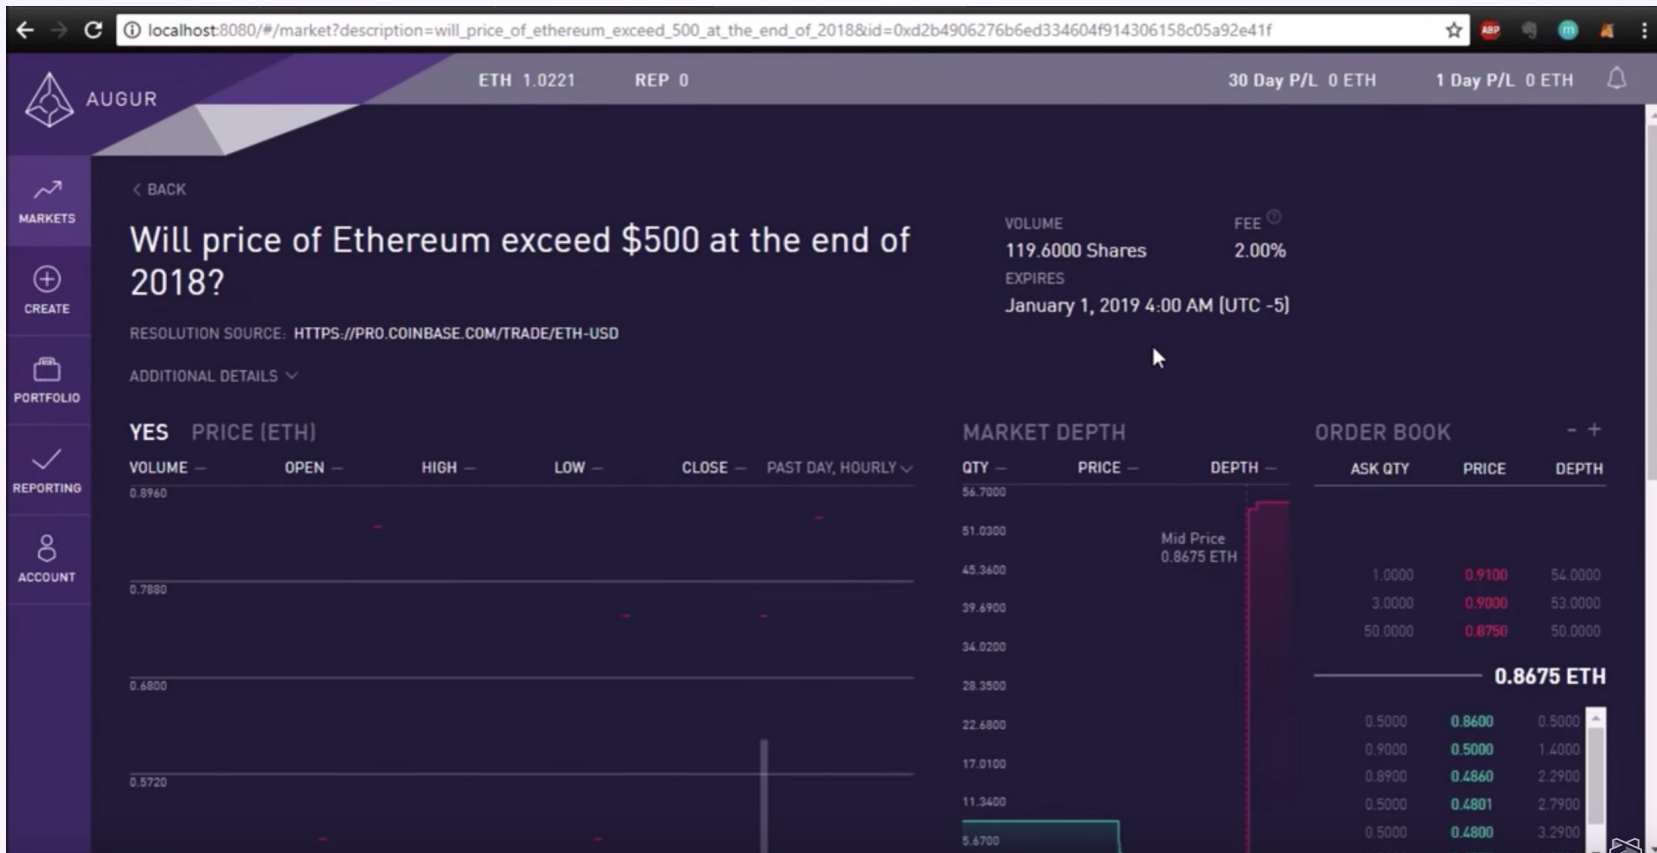 localhost:8080/#/market?description=will_price_of_ethereum_exceed_500_at_the_end_of_2018&id=0xd2b4906276b6ed334604f914306158c05a92e41f
ABP
m
AUGUR
ETH 1.0221
REP 0
30 Day P/L 0 ETH
1 Day P/L 0 ETH
MARKETS
CREATE
PORTFOLIO
REPORTING
ACCOUNT
BACK
Will price of Ethereum exceed $500 at the end of
2018?
RESOLUTION SOURCE: HTTPS://PRO.COINBASE.COM/TRADE/ETH-USD
ADDITIONAL DETAILS
VOLUME
119.6000 Shares
FEE ?
2.00%
EXPIRES
January 1, 2019 4:00 AM (UTC -5)
YES PRICE (ETH)
VOLUME — OPEN — HIGH — LOW — CLOSE — PAST DAY, HOURLY
0.8960
0.7880
0.6800
0.5720
MARKET DEPTH
QTY — PRICE — DEPTH —
56.7000
51.0300
45.3600
39.6900
34.0200
28.3500
22.6800
17.0100
11.3400
5.6700
Mid Price
0.8675 ETH
ORDER BOOK - +
ASK QTY PRICE DEPTH
1.0000 0.9100 54.0000
3.0000 0.9000 53.0000
50.0000 0.8750 50.0000
0.8675 ETH
0.5000 0.8600 0.5000
0.9000 0.5000 1.4000
0.8900 0.4860 2.2900
0.5000 0.4801 2.7900
0.5000 0.4800 3.2900